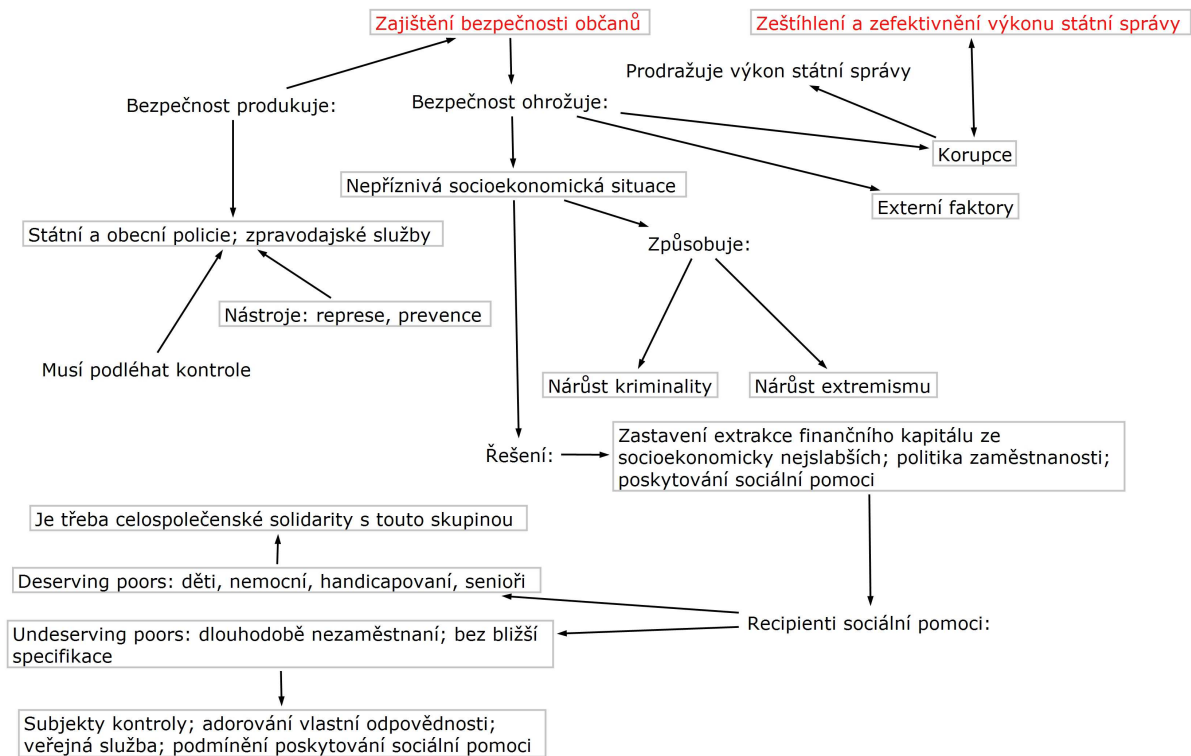 Zajištění bezpečnosti občanů
Zeštíhlení a zefektivnění výkonu státní správy
Prodražuje výkon státní správy
Bezpečnost produkuje:
Bezpečnost ohrožuje:
Korupce
Nepříznivá socioekonomická situace
Externí faktory
Státní a obecní policie; zpravodajské služby
Způsobuje:
Nástroje: represe, prevence
Musí podléhat kontrole
Nárůst kriminality
Nárůst extremismu
Řešení:
Zastavení extrakce finančního kapitálu ze
socioekonomicky nejslabších; politika zaměstnanosti;
poskytování sociální pomoci
Je třeba celospolečenské solidarity s touto skupinou
Deserving poors: děti, nemocní, handicapovaní, senioři
Recipienti sociální pomoci:
Undeserving poors: dlouhodobě nezaměstnaní; bez bližší
specifikace
Subjekty kontroly; adorování vlastní odpovědnosti;
veřejná služba; podmínění poskytování sociální pomoci